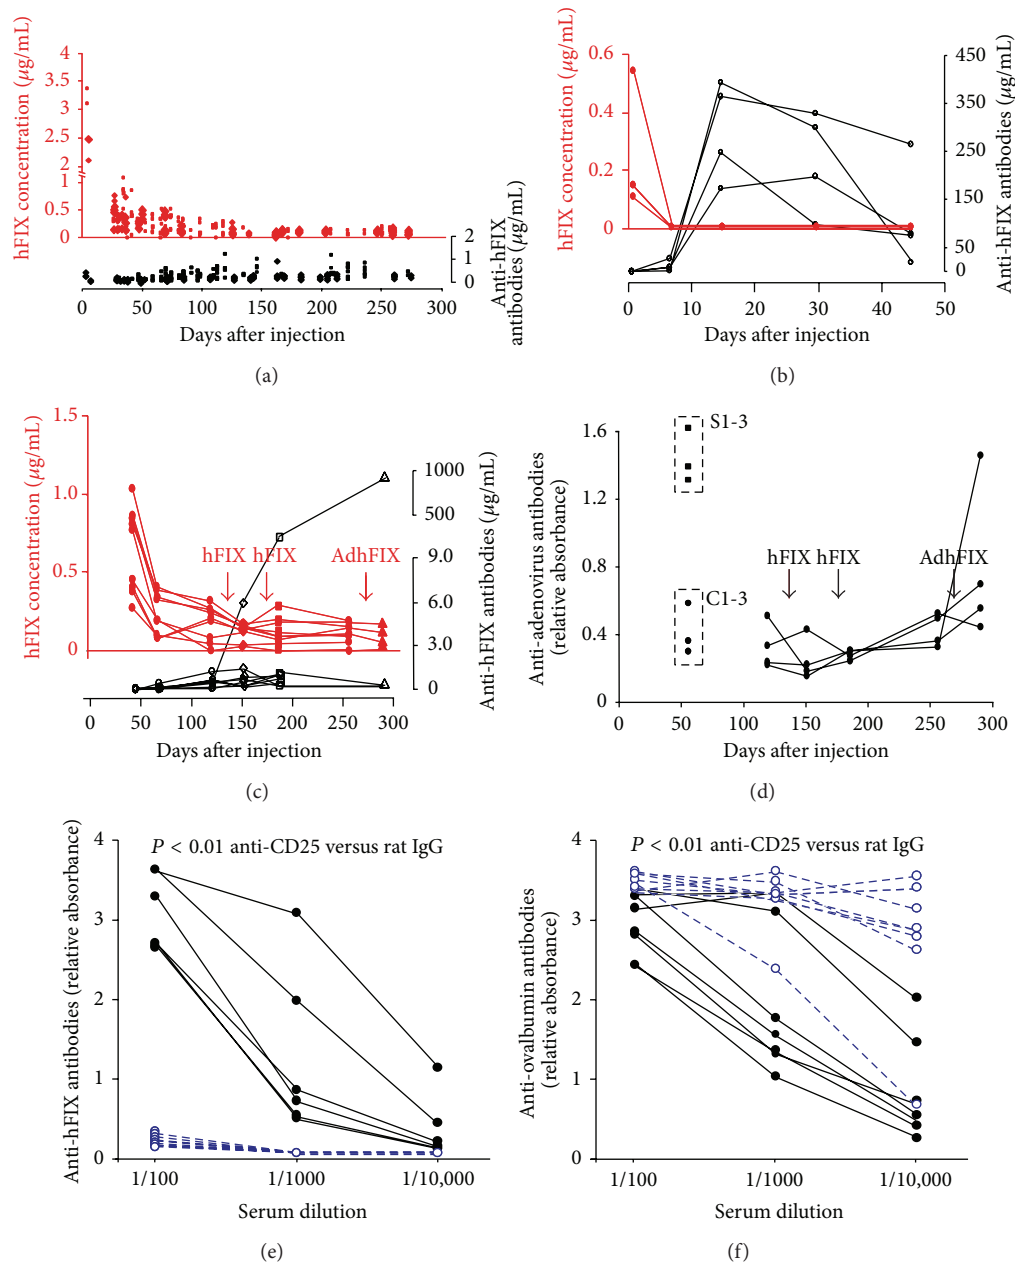 hFIX concentration (µg/mL)
4
3.5
3
2.5
2
1
0.5
0
2
1
0
Anti-hFIX
antibodies (µg/mL)
0 50 100 150 200 250 300
Days after injection
(a)
hFIX concentration (µg/mL)
0.6
0.4
0.2
0
450
350
250
150
50
0
Anti-hFIX antibodies (µg/mL)
0 10 20 30 40 50
Days after injection
(b)
hFIX concentration (µg/mL)
1.5
1.0
0.5
0
hFIX hFIX AdhFIX
1000
500
9.0
6.0
3.0
0
Anti-hFIX antibodies (µg/mL)
0 50 100 150 200 250 300
Days after injection
(c)
Anti-adenovirus antibodies
(relative absorbance)
1.6
1.2
0.8
0.4
0
S1-3
C1-3
hFIX hFIX AdhFIX
0 50 100 150 200 250 300
Days after injection
(d)
Anti-hFIX antibodies (relative absorbance)
4
3
2
1
0
P < 0.01 anti-CD25 versus rat IgG
1/100 1/1000 1/10,000
Serum dilution
(e)
Anti-ovalbumin antibodies
(relative absorbance)
4
3
2
1
0
P < 0.01 anti-CD25 versus rat IgG
1/100 1/1000 1/10,000
Serum dilution
(f)